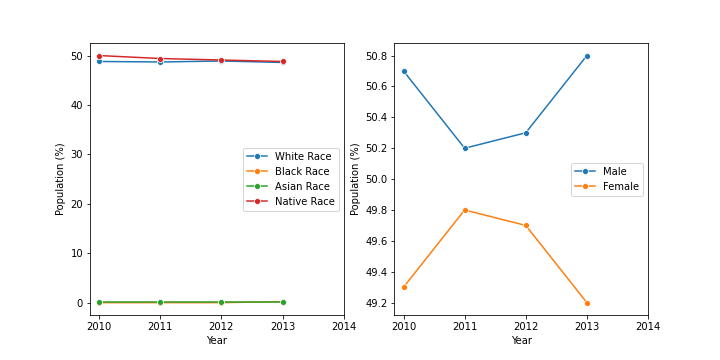 50
40
30
20
10
0
Population (%)
2010 2011 2012 2013 2014
Year
White Race
Black Race
Asian Race
Native Race
50.8
50.6
50.4
50.2
50.0
49.8
49.6
49.4
49.2
Population (%)
2010 2011 2012 2013 2014
Year
Male
Female